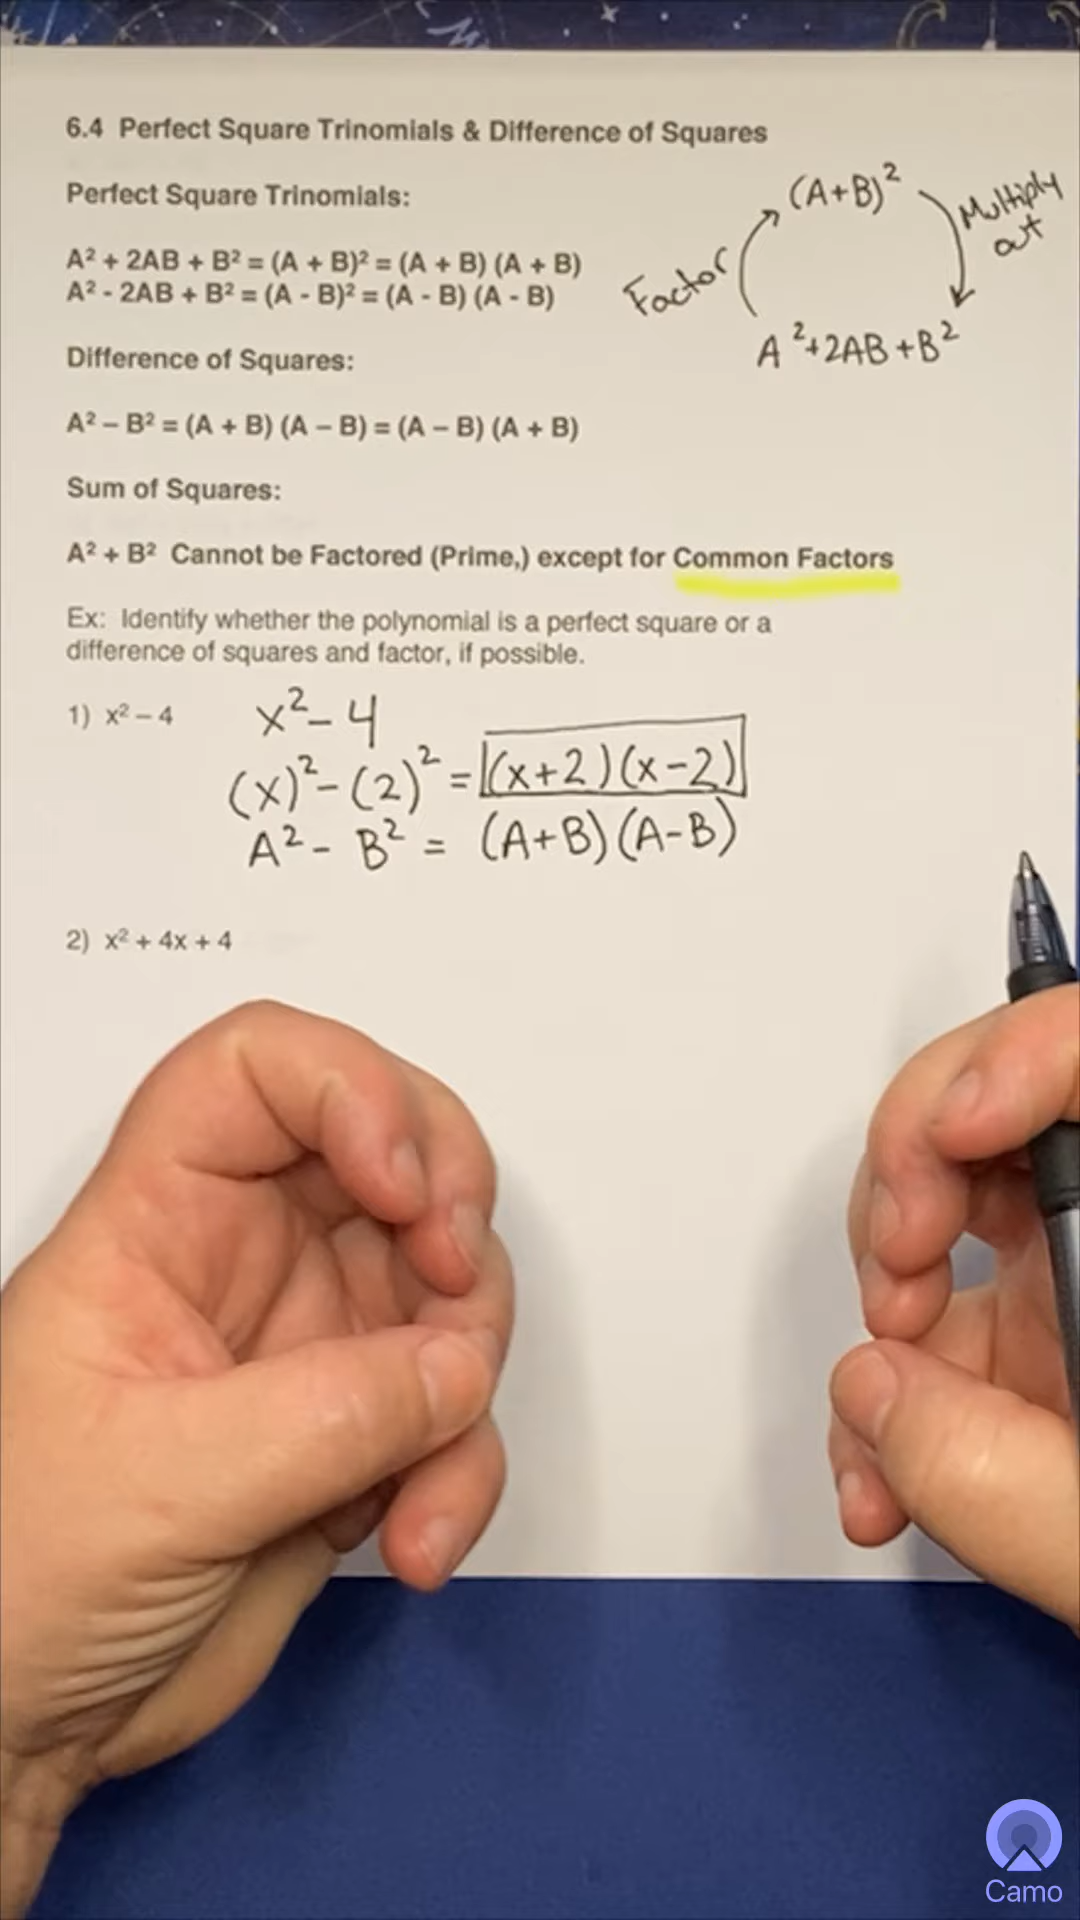 6.4 Perfect Square Trinomials & Difference of Squares
Perfect Square Trinomials:
A² + 2AB + B² = (A + B)² = (A + B) (A + B)
A² - 2AB + B² = (A - B)² = (A - B) (A - B)
(A+B)²
Multiply
out
Factor
A²+2AB+B²
Difference of Squares:
A² – B² = (A + B) (A – B) = (A – B) (A + B)
Sum of Squares:
A² + B² Cannot be Factored (Prime,) except for Common Factors
Ex: Identify whether the polynomial is a perfect square or a
difference of squares and factor, if possible.
1) x² – 4
x²-4
(x)²-(2)²=(x+2)(x-2)
A²- B² = (A+B)(A-B)
2) x² + 4x + 4
Camo